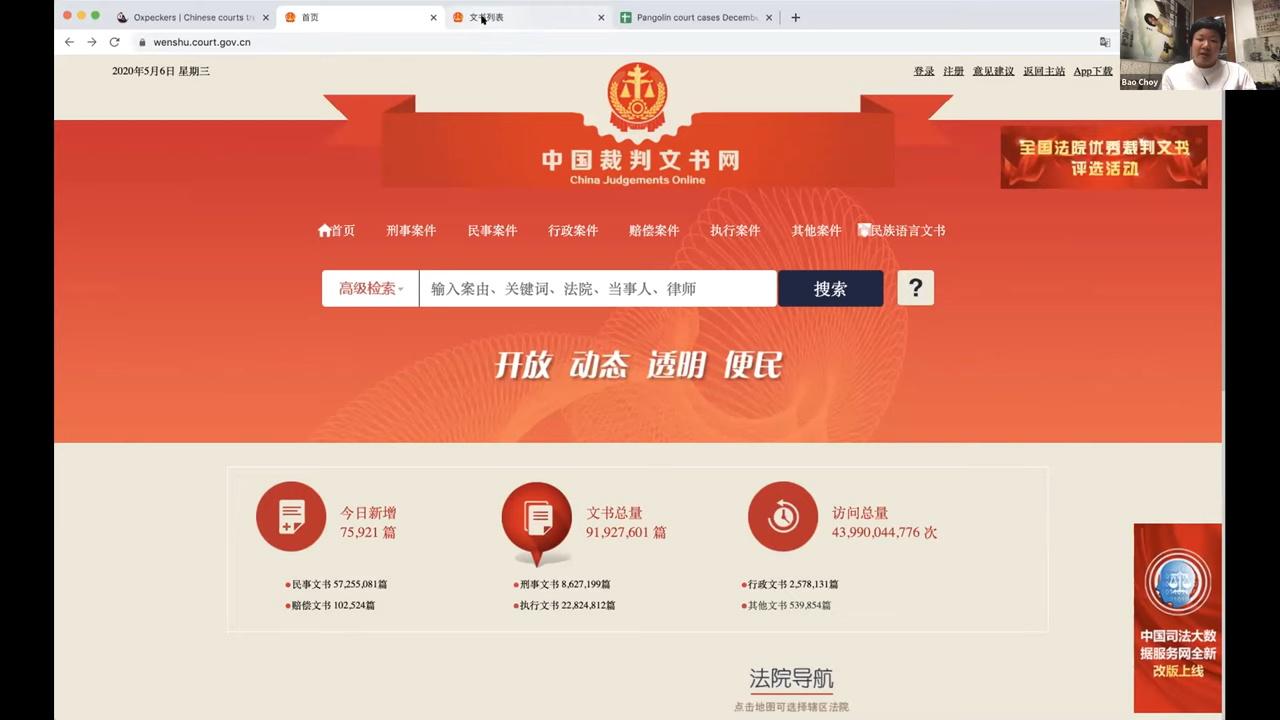 Oxpeckers | Chinese courts tr
首页
文书列表
Pangolin court cases Decemb
wenshu.court.gov.cn
Bao Choy
2020年5月6日 星期三
登录 注册 意见建议 返回主站 App下载
中国裁判文书网
China Judgements Online
全国法院优秀裁判文书
评选活动
首页 刑事案件 民事案件 行政案件 赔偿案件 执行案件 其他案件 民族语言文书
高级检索 输入案由、关键词、法院、当事人、律师 搜索 ?
开放 动态 透明 便民
今日新增
75,921 篇
文书总量
91,927,601 篇
访问总量
43,990,044,776 次
民事文书 57,255,081篇
刑事文书 8,627,199篇
行政文书 2,578,131篇
赔偿文书 102,524篇
执行文书 22,824,812篇
其他文书 539,854篇
中国司法大数
据服务网全新
改版上线
法院导航
点击地图可选择辖区法院